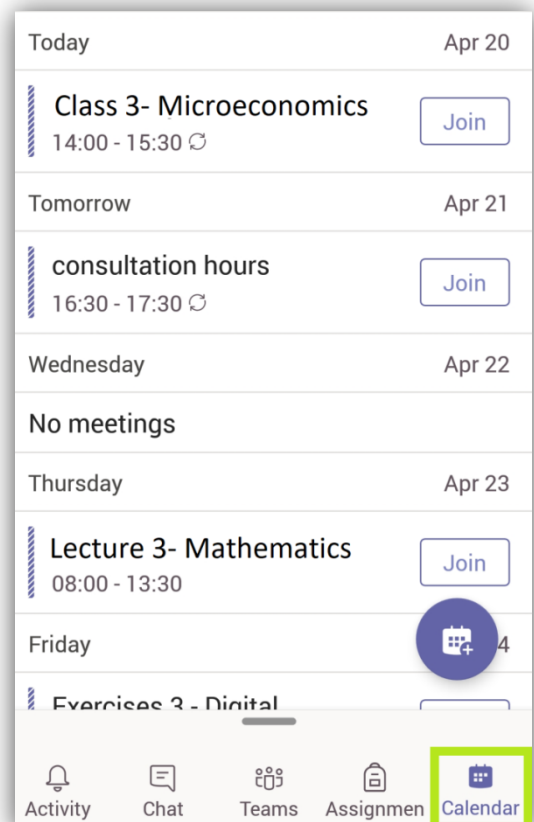 Today Apr 20
Class 3- Microeconomics
Join
14:00 - 15:30
Tomorrow Apr 21
consultation hours
Join
16:30 - 17:30
Wednesday Apr 22
No meetings
Thursday Apr 23
Lecture 3- Mathematics
Join
08:00 - 13:30
Friday 4
Exercises 3 - Digital
Activity Chat Teams Assignmen Calendar